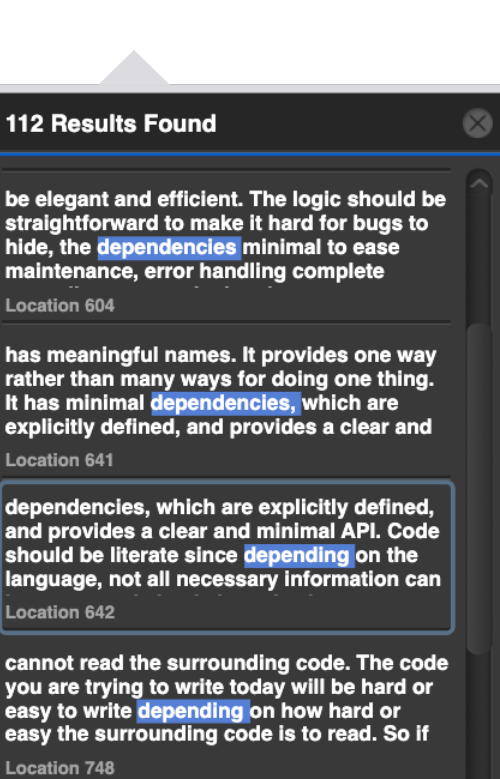 112 Results Found
be elegant and efficient. The logic should be
straightforward to make it hard for bugs to
hide, the dependencies minimal to ease
maintenance, error handling complete
Location 604
has meaningful names. It provides one way
rather than many ways for doing one thing.
It has minimal dependencies, which are
explicitly defined, and provides a clear and
Location 641
dependencies, which are explicitly defined,
and provides a clear and minimal API. Code
should be literate since depending on the
language, not all necessary information can
Location 642
cannot read the surrounding code. The code
you are trying to write today will be hard or
easy to write depending on how hard or
easy the surrounding code is to read. So if
Location 748